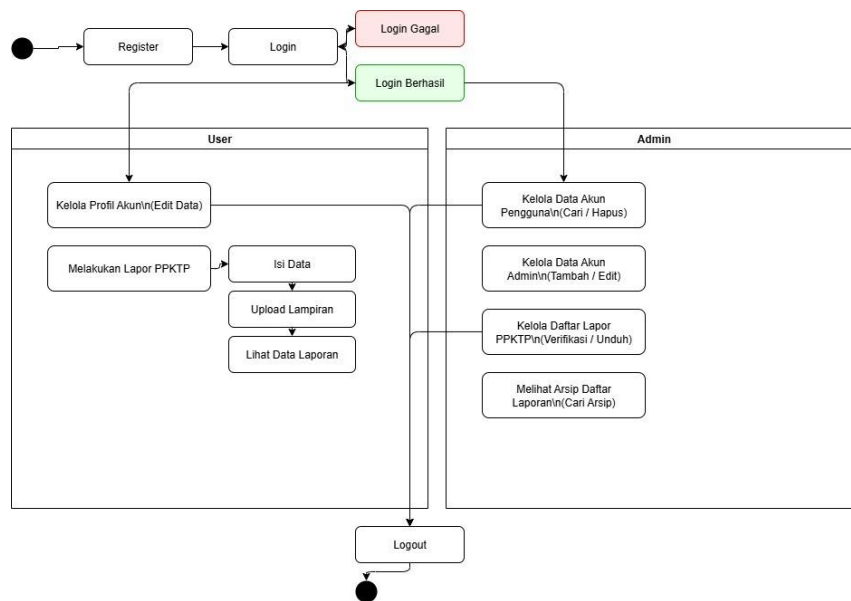 Register
Login
Login Gagal
Login Berhasil
User
Admin
Kelola Profil Akun\n(Edit Data)
Melakukan Lapor PPKTP
Isi Data
Upload Lampiran
Lihat Data Laporan
Kelola Data Akun
Pengguna\n(Cari / Hapus)
Kelola Data Akun
Admin\n(Tambah / Edit)
Kelola Daftar Lapor
PPKTP\n(Verifikasi / Unduh)
Melihat Arsip Daftar
Laporan\n(Cari Arsip)
Logout